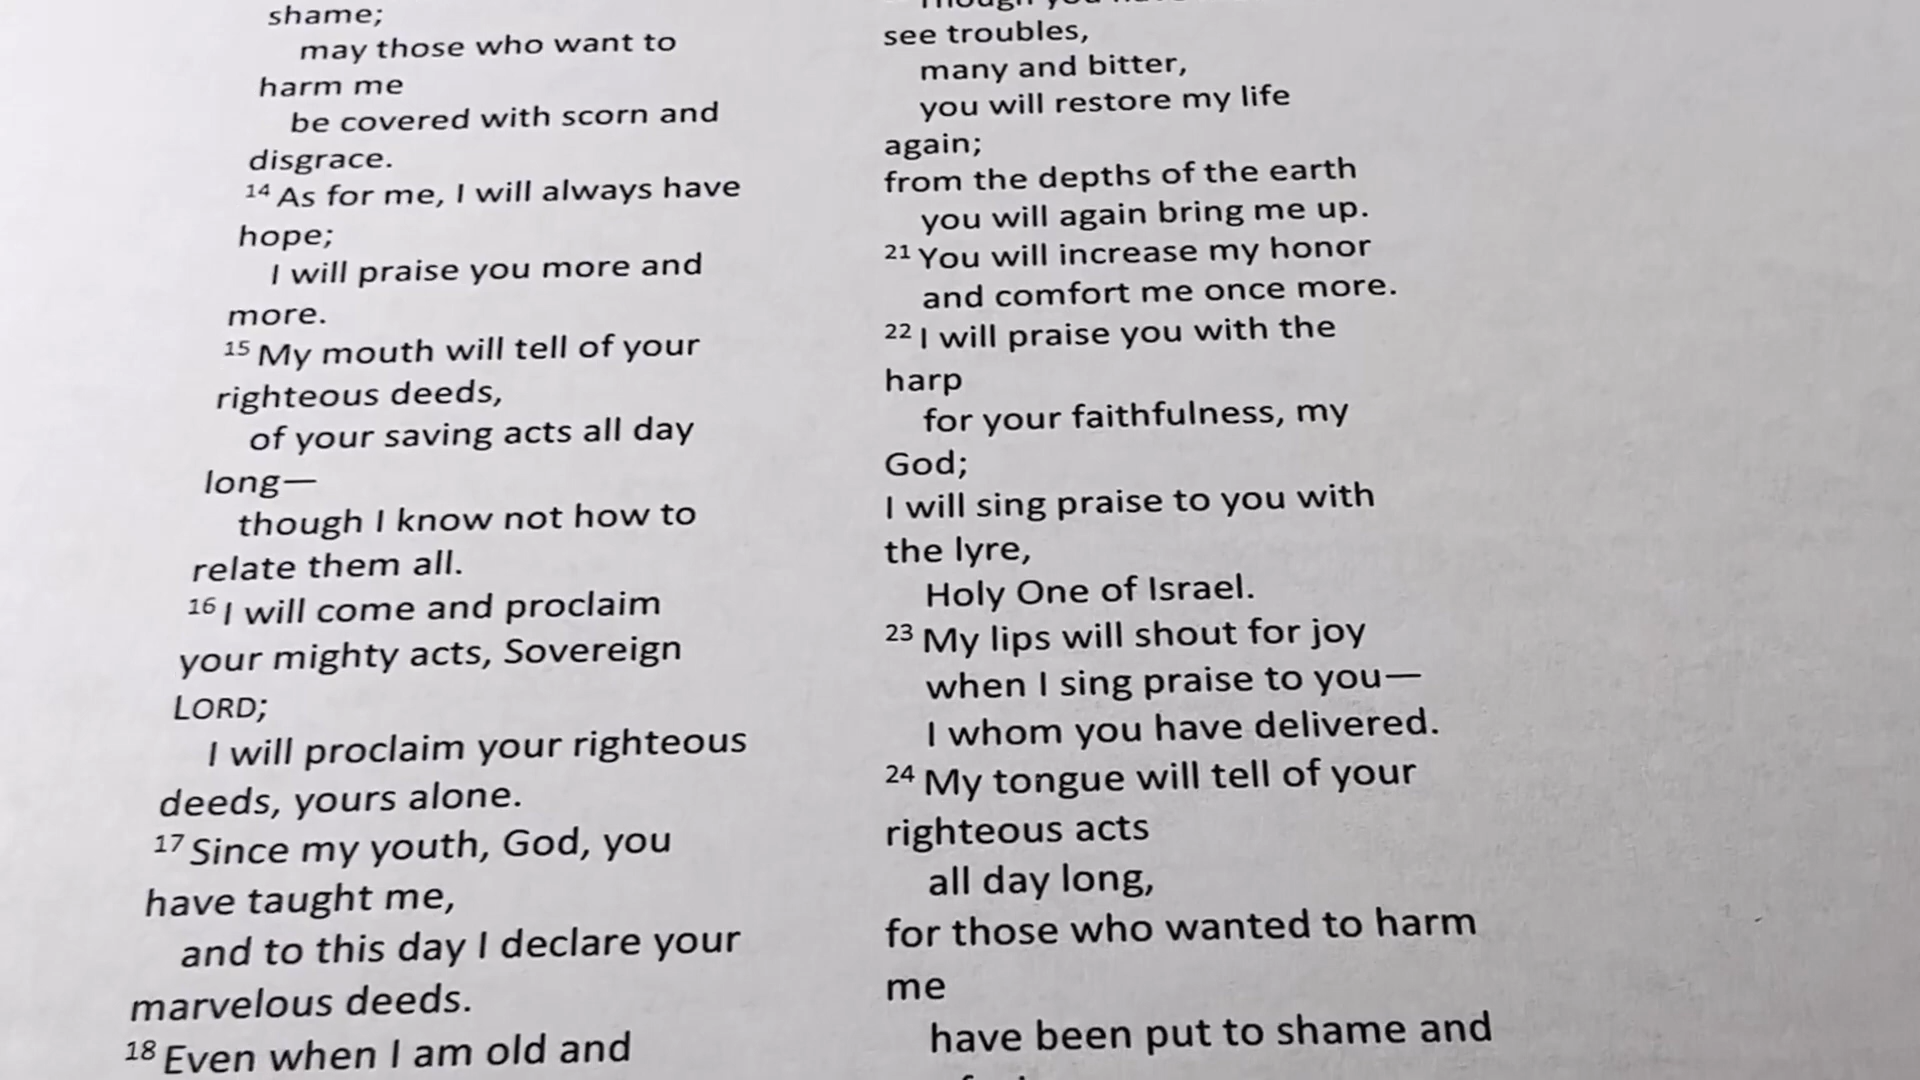 shame;
may those who want to
harm me
be covered with scorn and
disgrace.
14 As for me, I will always have
hope;
I will praise you more and
more.
15 My mouth will tell of your
righteous deeds,
of your saving acts all day
long—
though I know not how to
relate them all.
16 I will come and proclaim
your mighty acts, Sovereign
LORD;
I will proclaim your righteous
deeds, yours alone.
17 Since my youth, God, you
have taught me,
and to this day I declare your
marvelous deeds.
18 Even when I am old and
see troubles,
many and bitter,
you will restore my life
again;
from the depths of the earth
you will again bring me up.
21 You will increase my honor
and comfort me once more.
22 I will praise you with the
harp
for your faithfulness, my
God;
I will sing praise to you with
the lyre,
Holy One of Israel.
23 My lips will shout for joy
when I sing praise to you—
I whom you have delivered.
24 My tongue will tell of your
righteous acts
all day long,
for those who wanted to harm
me
have been put to shame and